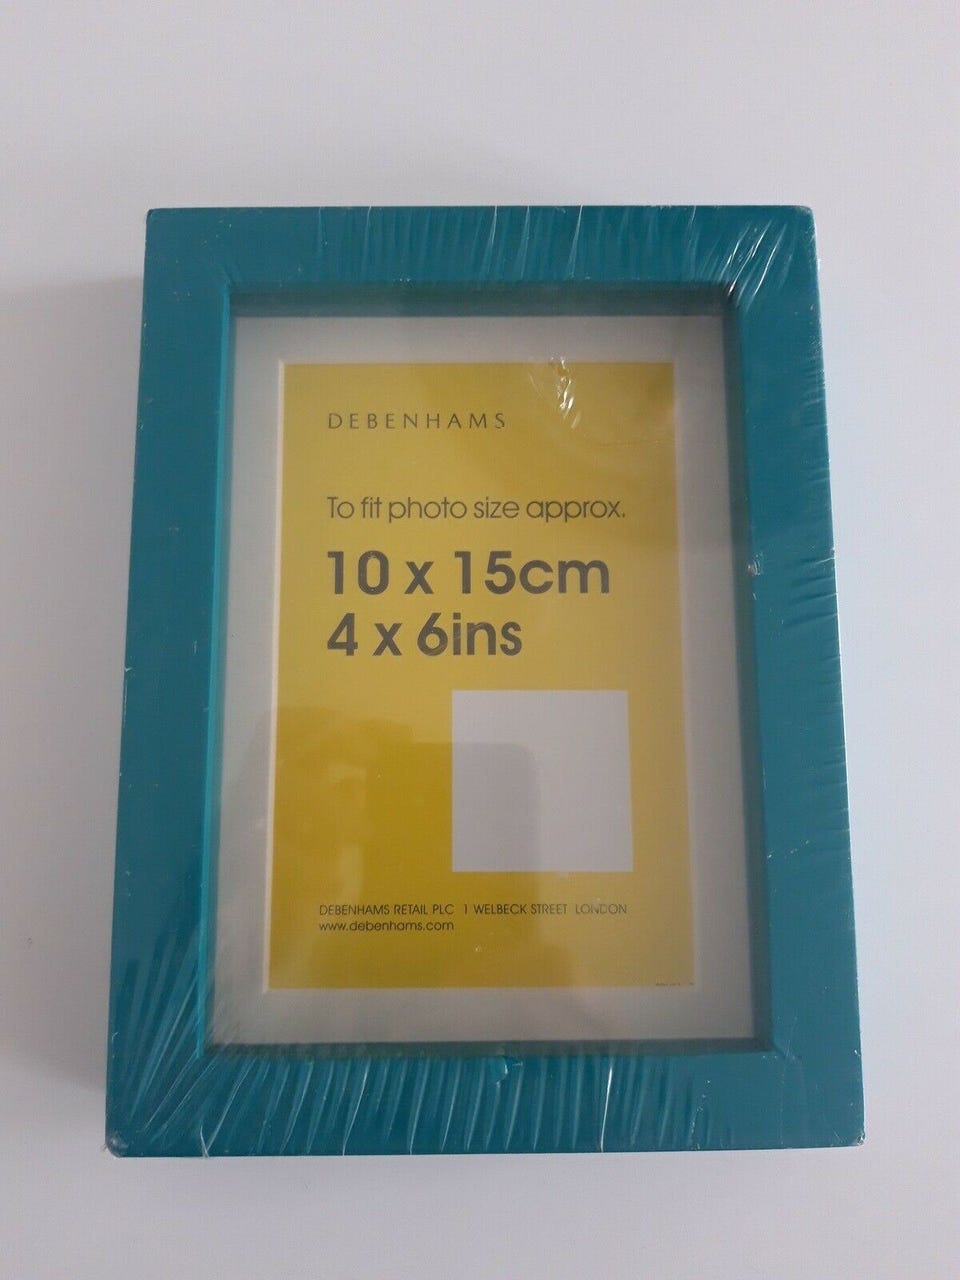 DEBENHAMS
To fit photo size approx.
10 x 15cm
4 x 6ins
DEBENHAMS RETAIL PLC 1 WELBECK STREET LONDON
www.debenhams.com